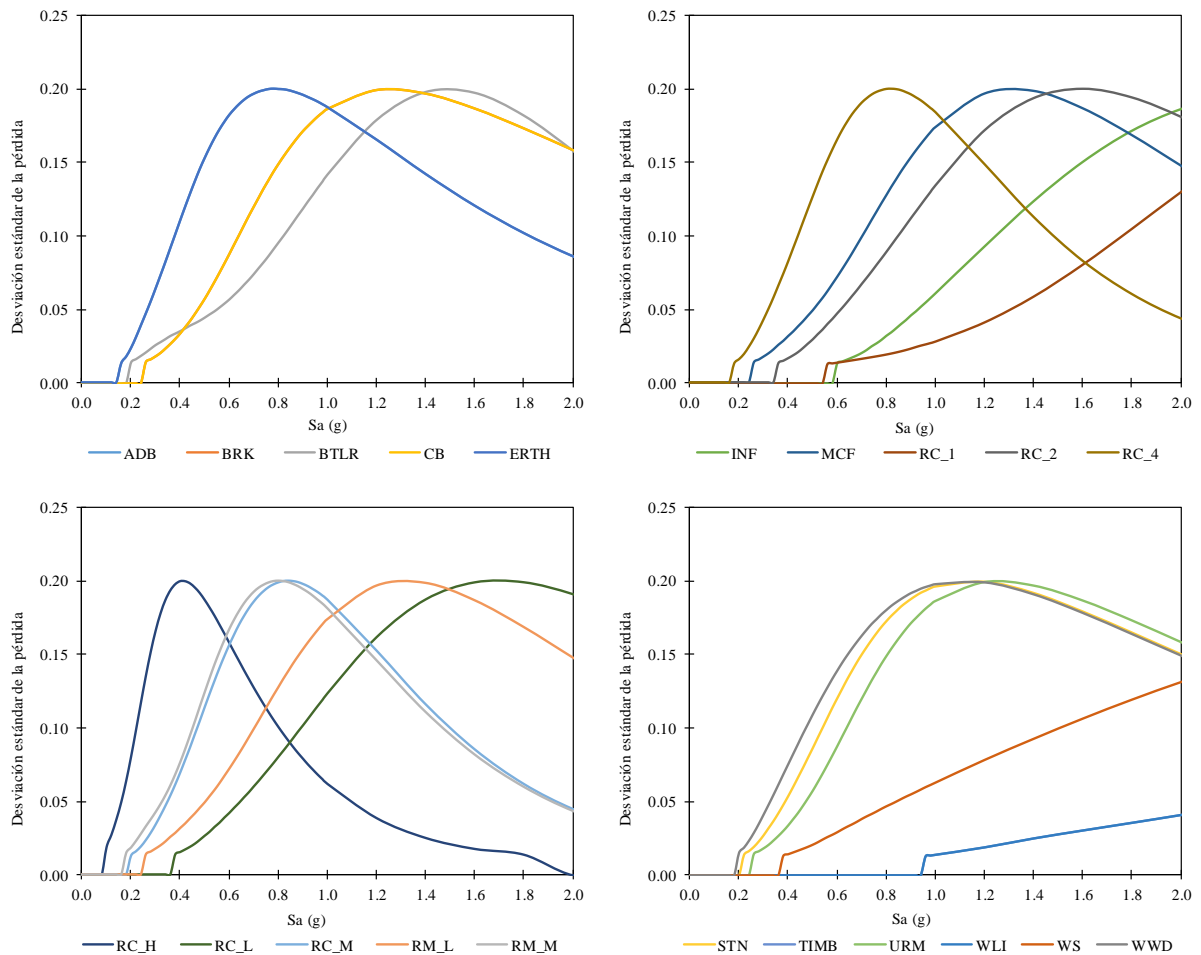 Desviación estándar de la pérdida
0.25
0.20
0.15
0.10
0.05
0.00
0.0 0.2 0.4 0.6 0.8 1.0 1.2 1.4 1.6 1.8 2.0
Sa (g)
ADB BRK BTLR CB ERTH
Desviación estándar de la pérdida
0.25
0.20
0.15
0.10
0.05
0.00
0.0 0.2 0.4 0.6 0.8 1.0 1.2 1.4 1.6 1.8 2.0
Sa (g)
INF MCF RC_1 RC_2 RC_4
Desviación estándar de la pérdida
0.25
0.20
0.15
0.10
0.05
0.00
0.0 0.2 0.4 0.6 0.8 1.0 1.2 1.4 1.6 1.8 2.0
Sa (g)
RC_H RC_L RC_M RM_L RM_M
Desviación estándar de la pérdida
0.25
0.20
0.15
0.10
0.05
0.00
0.0 0.2 0.4 0.6 0.8 1.0 1.2 1.4 1.6 1.8 2.0
Sa (g)
STN TIMB URM WLI WS WWD